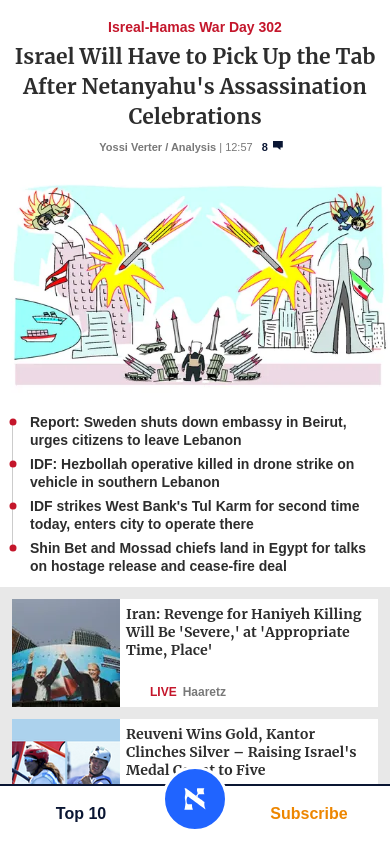 Isreal-Hamas War Day 302
Israel Will Have to Pick Up the Tab
After Netanyahu's Assassination
Celebrations
Yossi Verter / Analysis | 12:57 8
Report: Sweden shuts down embassy in Beirut,
urges citizens to leave Lebanon
IDF: Hezbollah operative killed in drone strike on
vehicle in southern Lebanon
IDF strikes West Bank's Tul Karm for second time
today, enters city to operate there
Shin Bet and Mossad chiefs land in Egypt for talks
on hostage release and cease-fire deal
Iran: Revenge for Haniyeh Killing
Will Be 'Severe,' at 'Appropriate
Time, Place'
LIVE Haaretz
Reuveni Wins Gold, Kantor
Clinches Silver – Raising Israel's
Medal to Five
Top 10
Subscribe